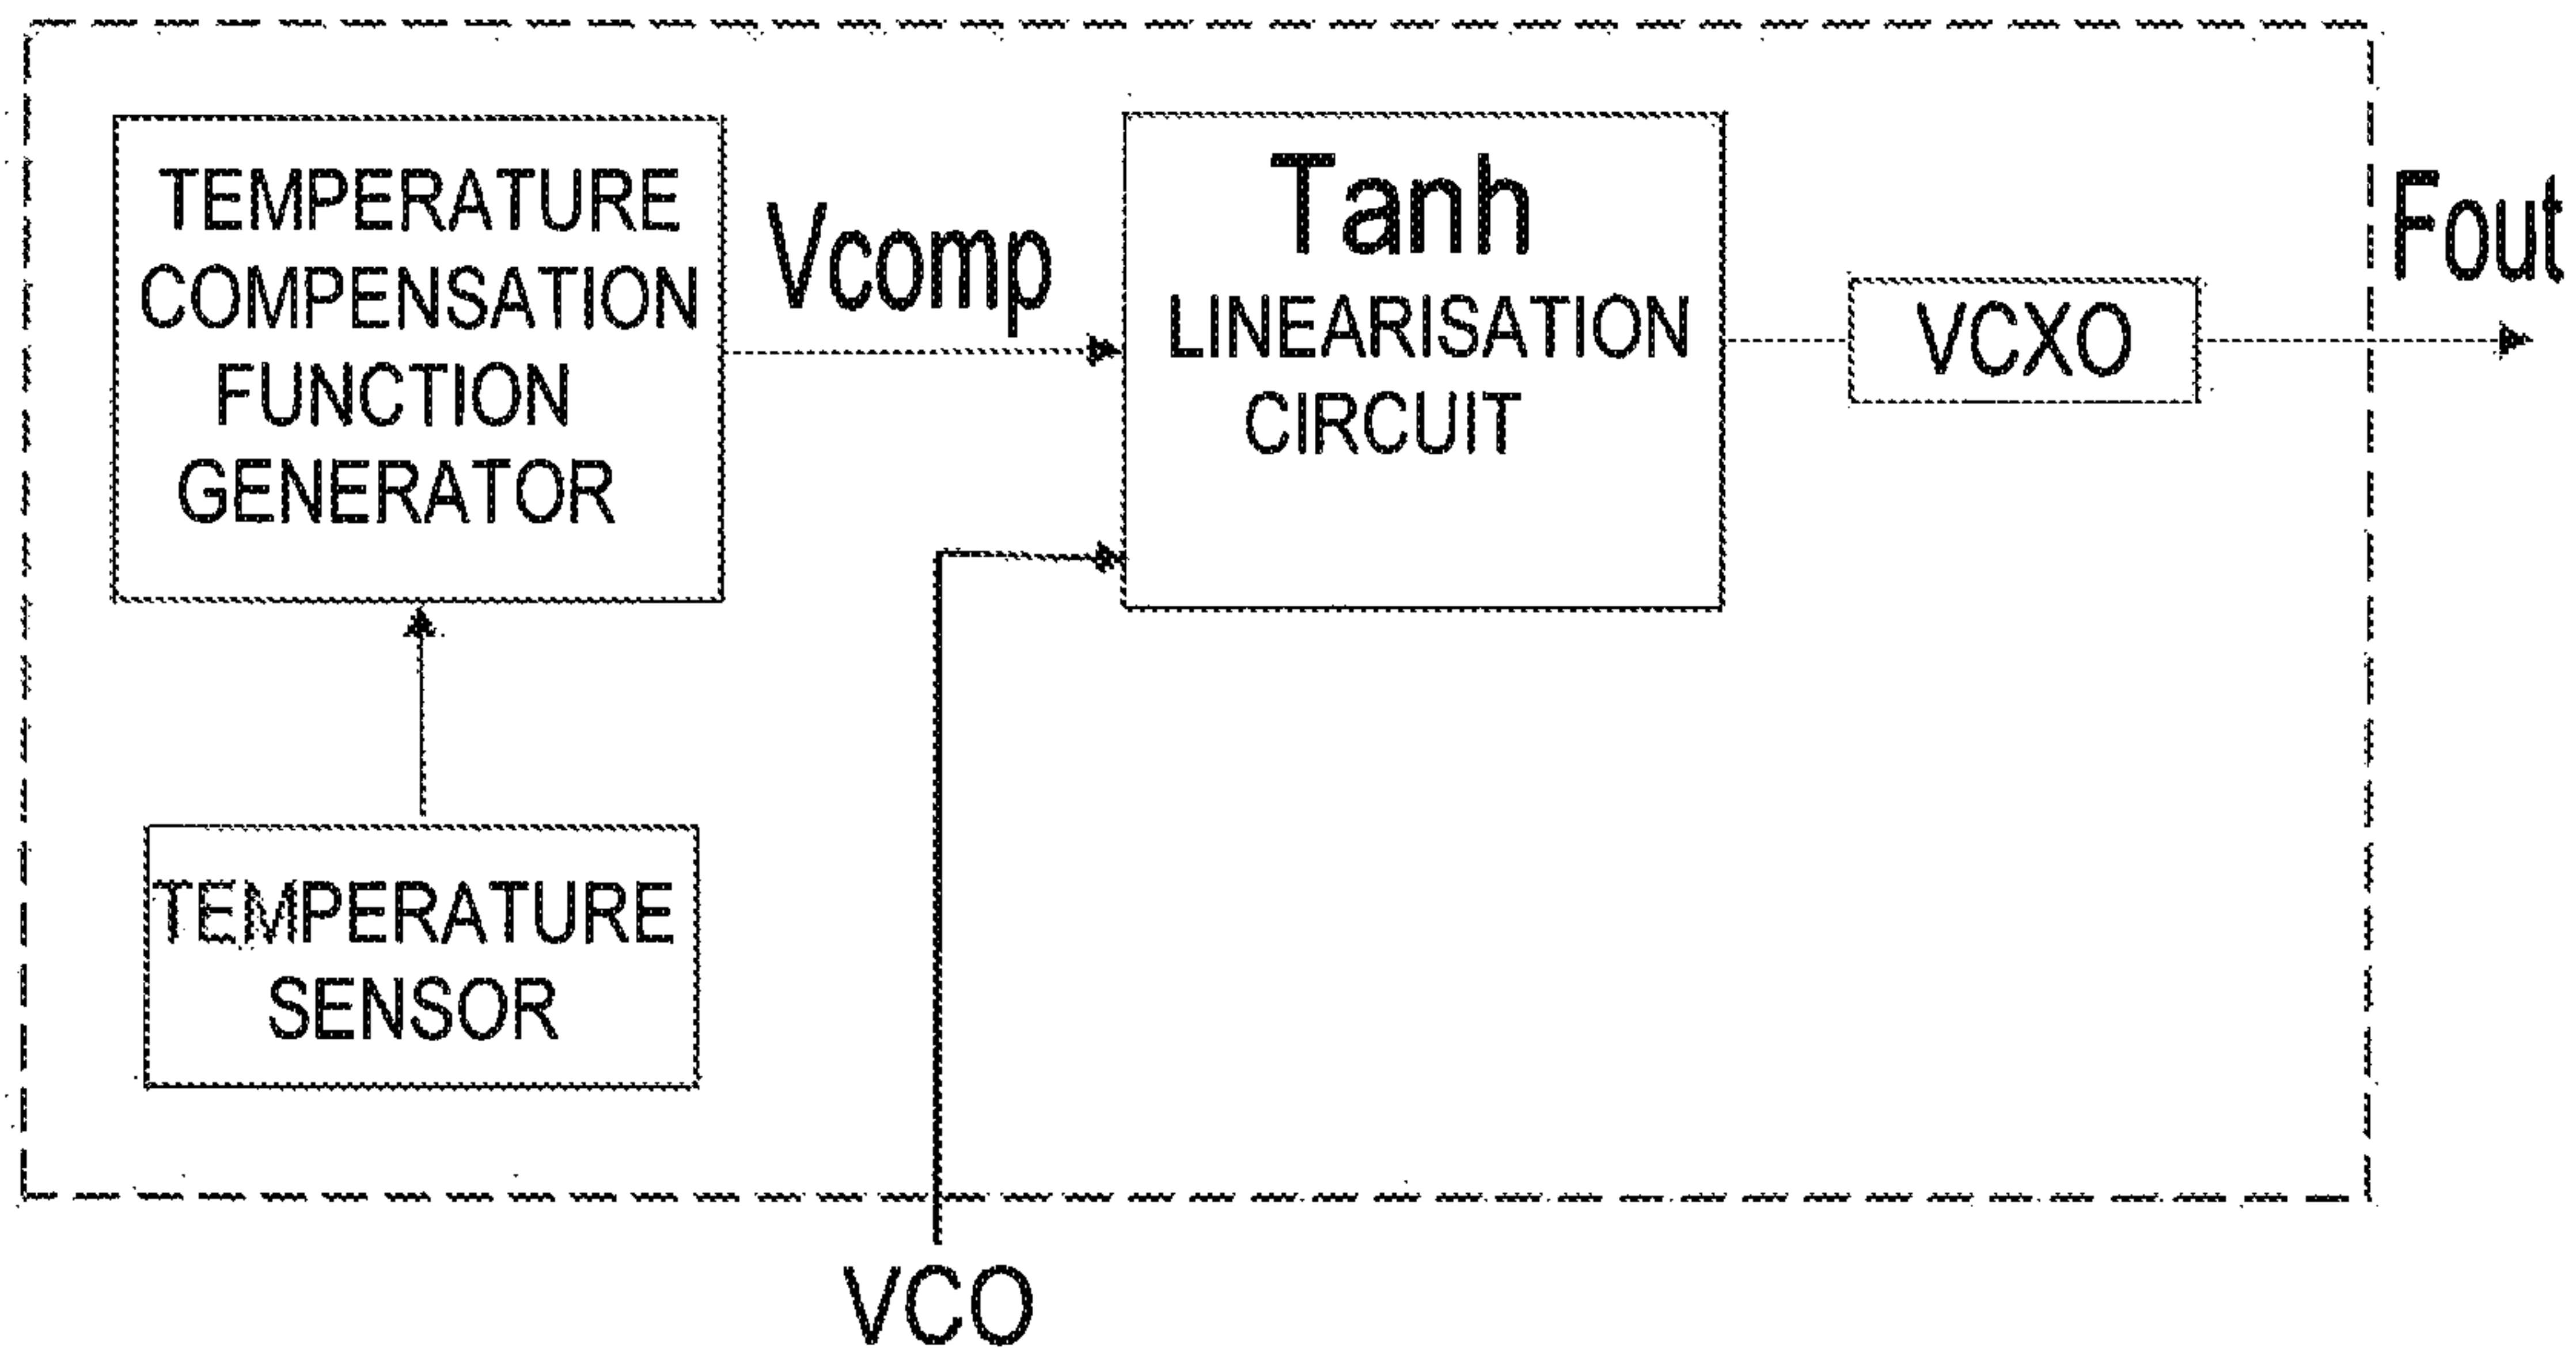 TEMPERATURE
COMPENSATION
FUNCTION
GENERATOR
Vcomp
Tanh
LINEARISATION
CIRCUIT
VCXO
Fout
TEMPERATURE
SENSOR
VCO